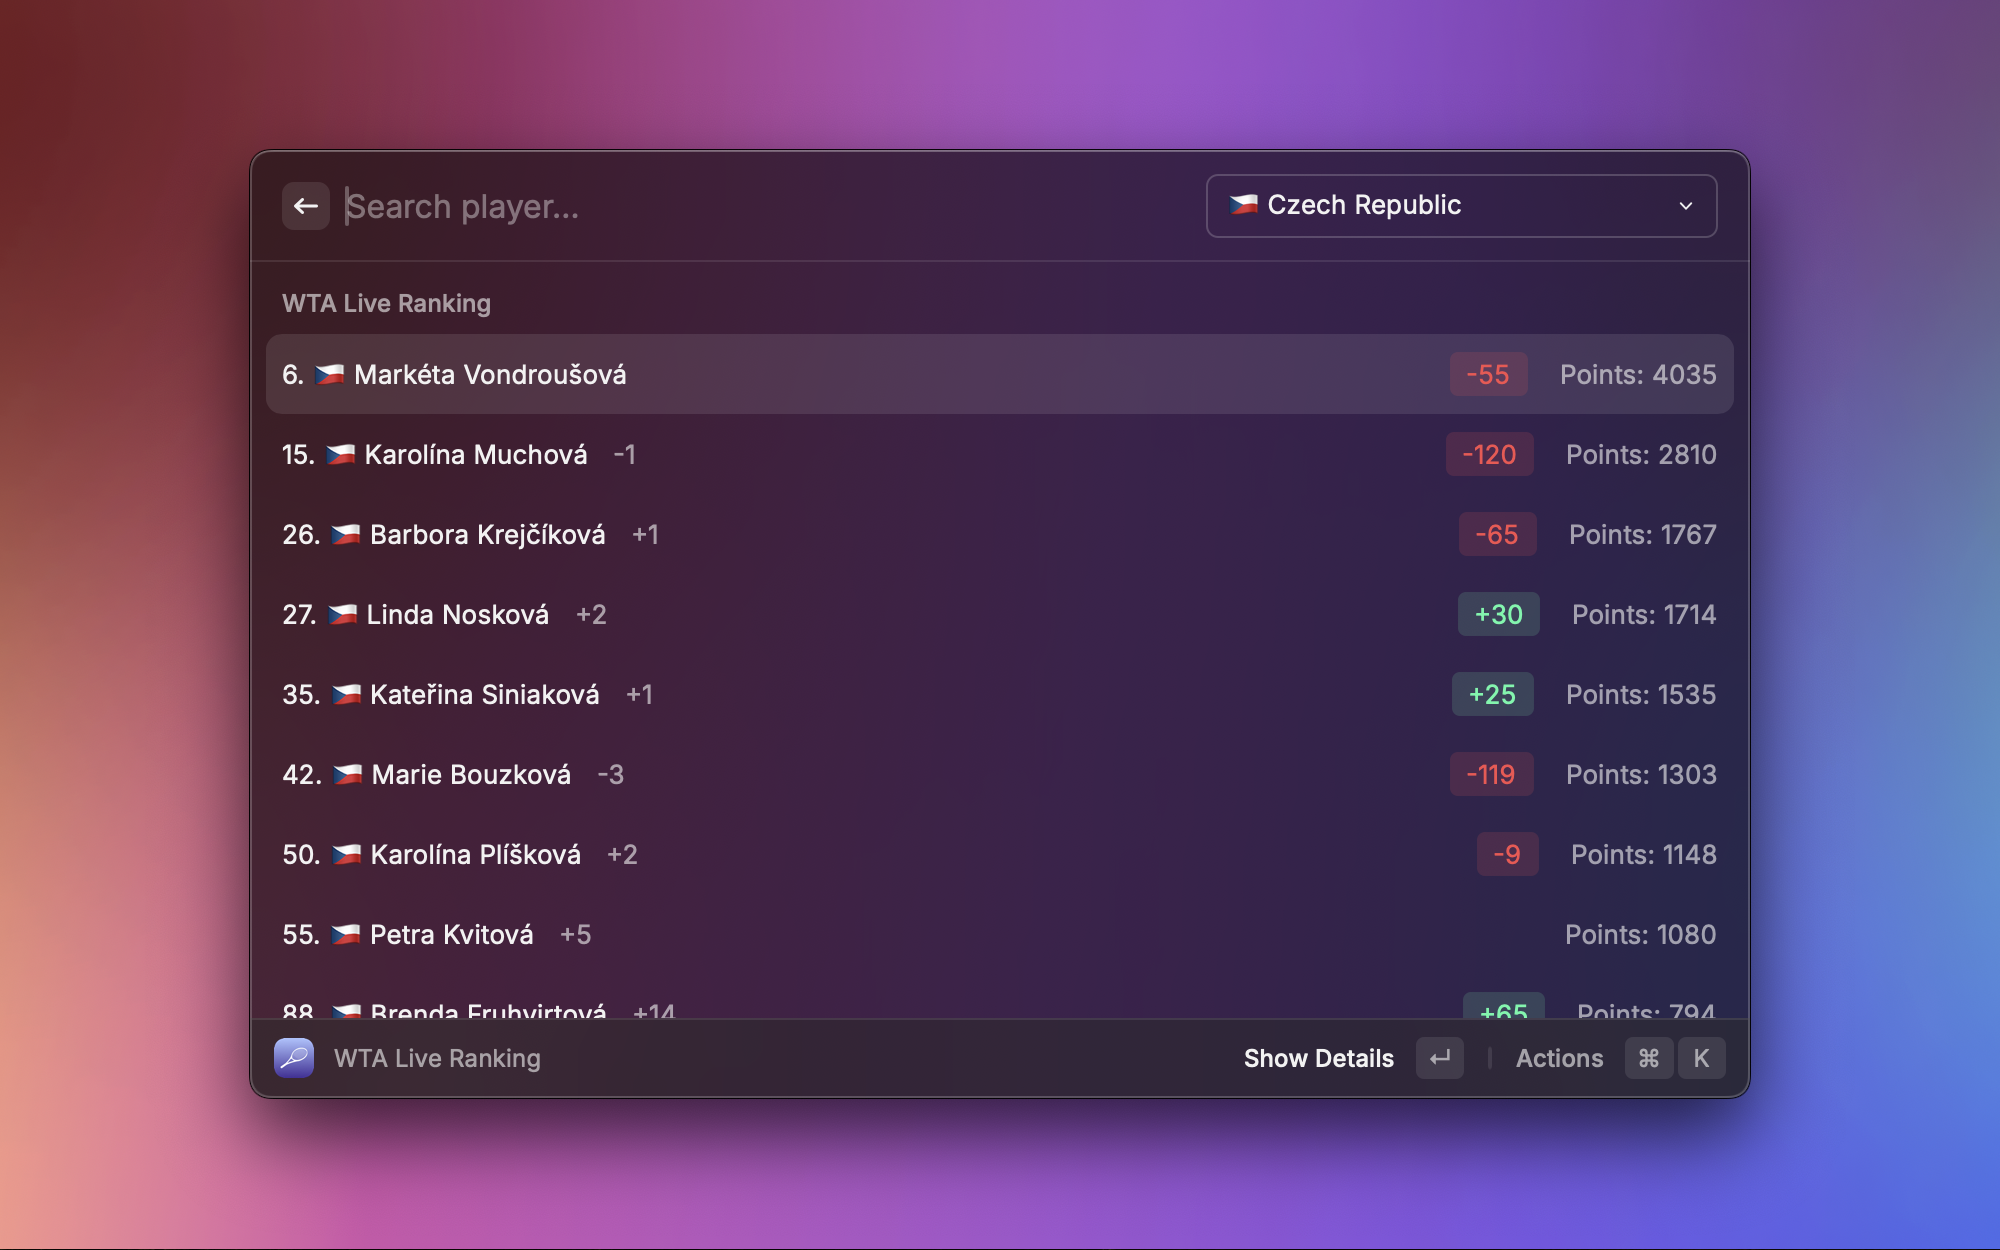 Search player...
🇨🇿 Czech Republic
WTA Live Ranking
6. 🇨🇿 Markéta Vondroušová -55 Points: 4035
15. 🇨🇿 Karolína Muchová -1 -120 Points: 2810
26. 🇨🇿 Barbora Krejčíková +1 -65 Points: 1767
27. 🇨🇿 Linda Nosková +2 +30 Points: 1714
35. 🇨🇿 Kateřina Siniaková +1 +25 Points: 1535
42. 🇨🇿 Marie Bouzková -3 -119 Points: 1303
50. 🇨🇿 Karolína Plíšková +2 -9 Points: 1148
55. 🇨🇿 Petra Kvitová +5 Points: 1080
88. 🇨🇿 Brenda Fruhvirtová +14 +65 Points: 794
WTA Live Ranking Show Details ↵ Actions ⌘ K